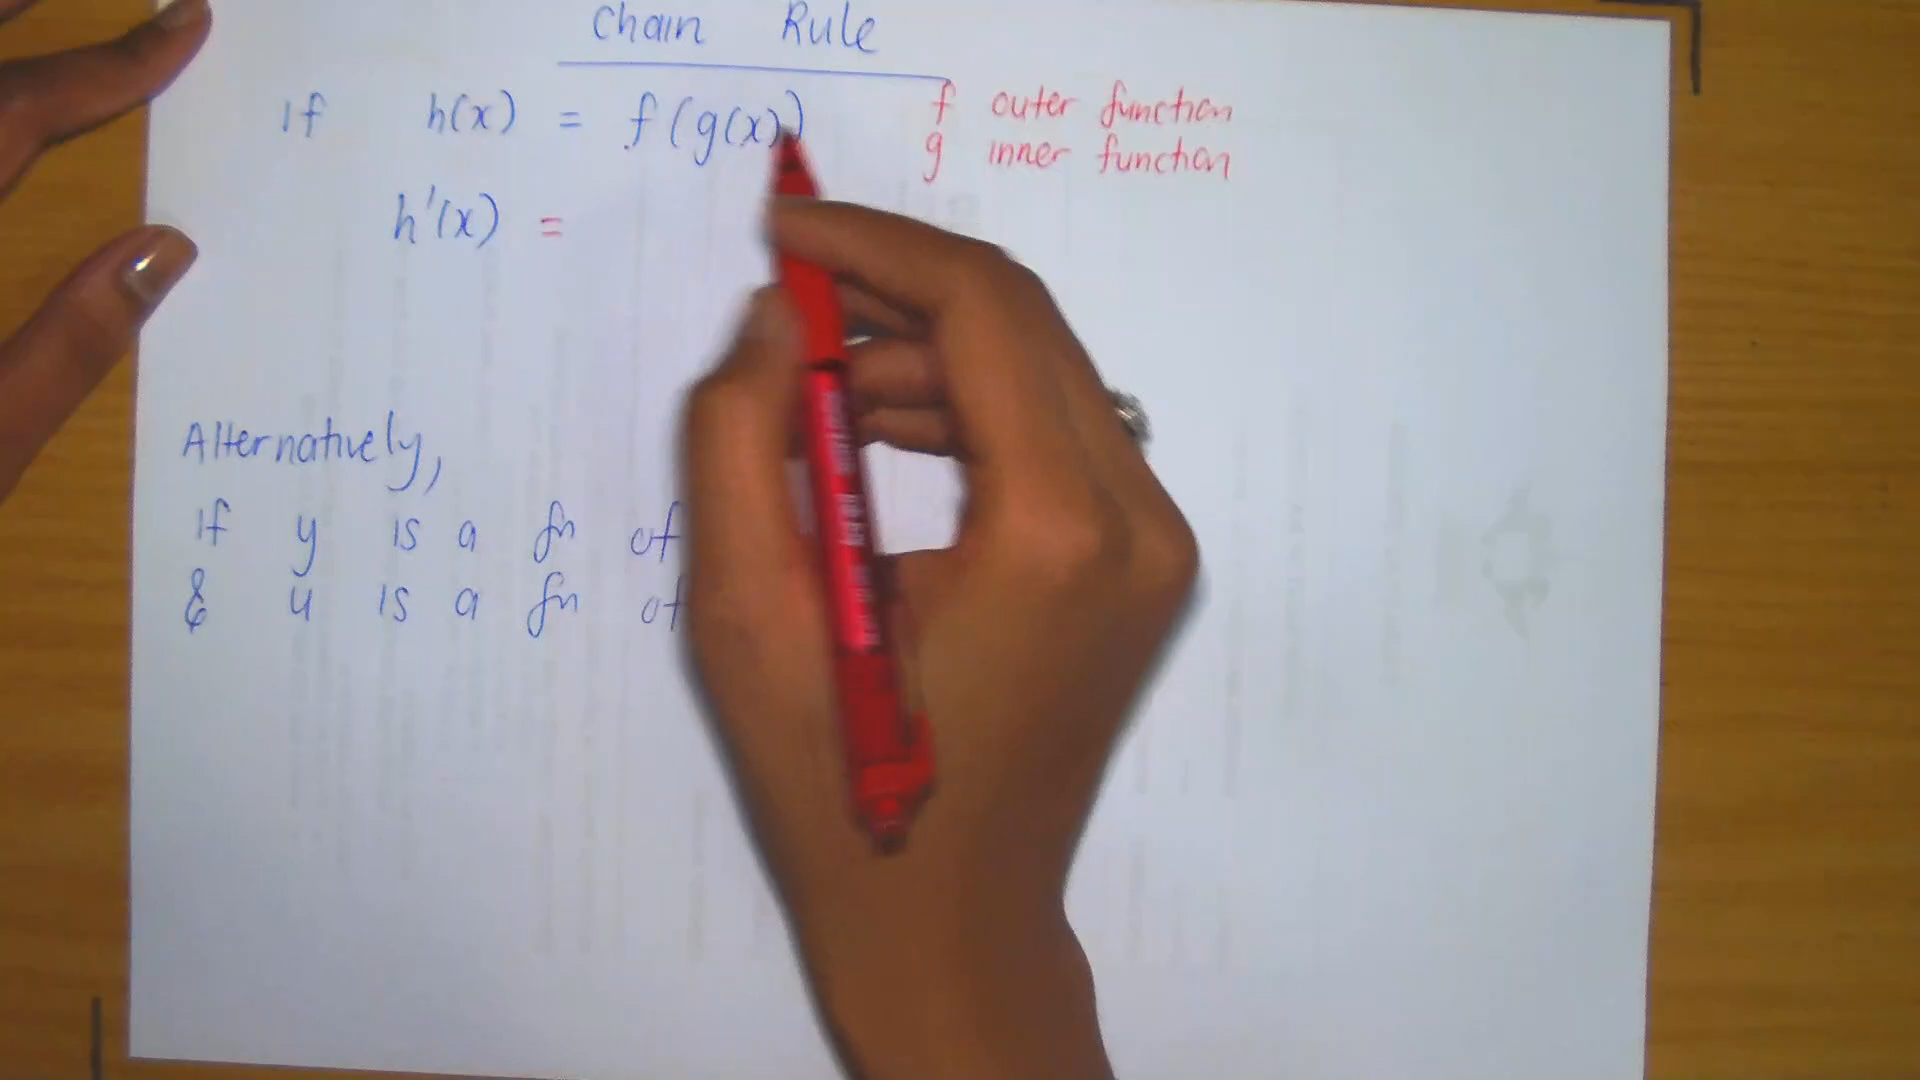 Chain Rule
If h(x) = f(g(x)) f outer function
g inner function
h'(x) =
Alternatively,
If y is a fn of
& u is a fn of